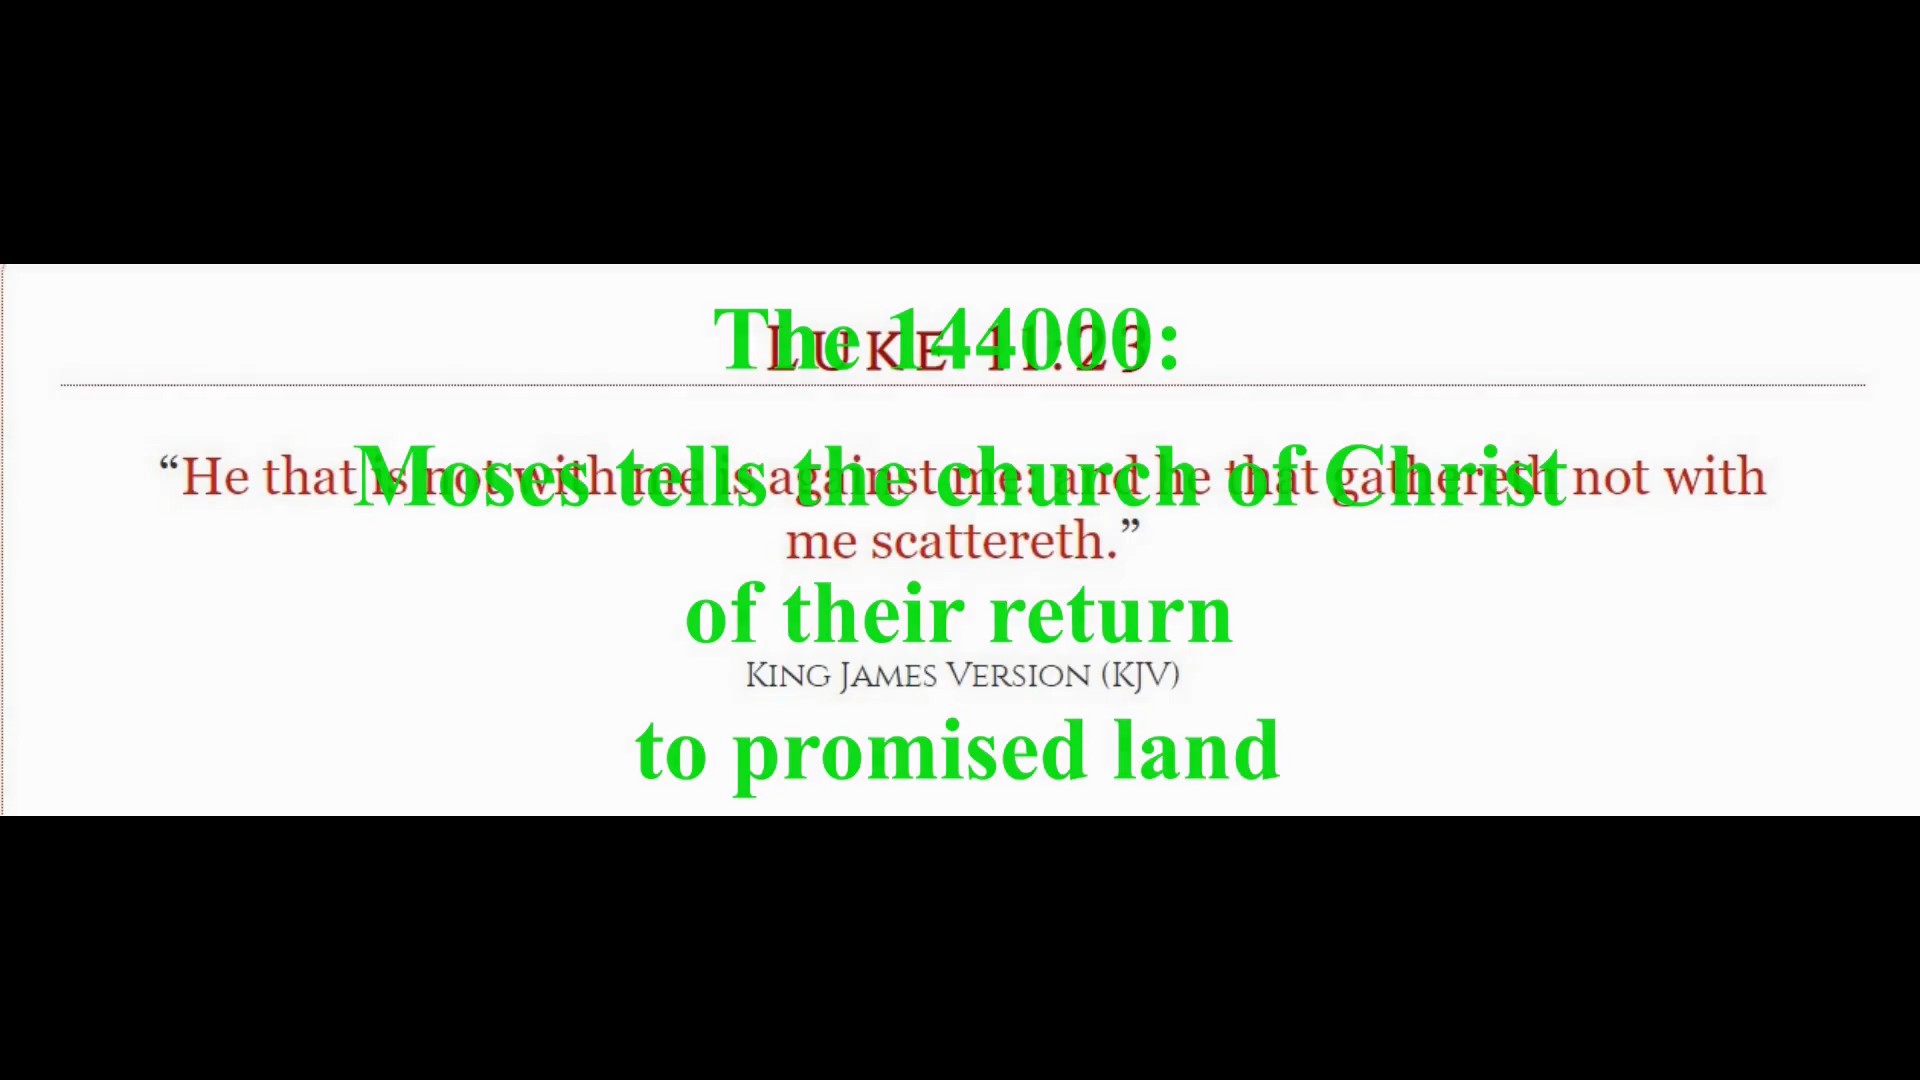 The 144000:
LUKE 11:23
Moses tells the church of Christ
“He that is not with me is against me: and he that gathereth not with
me scattereth.”
of their return
King James Version (KJV)
to promised land